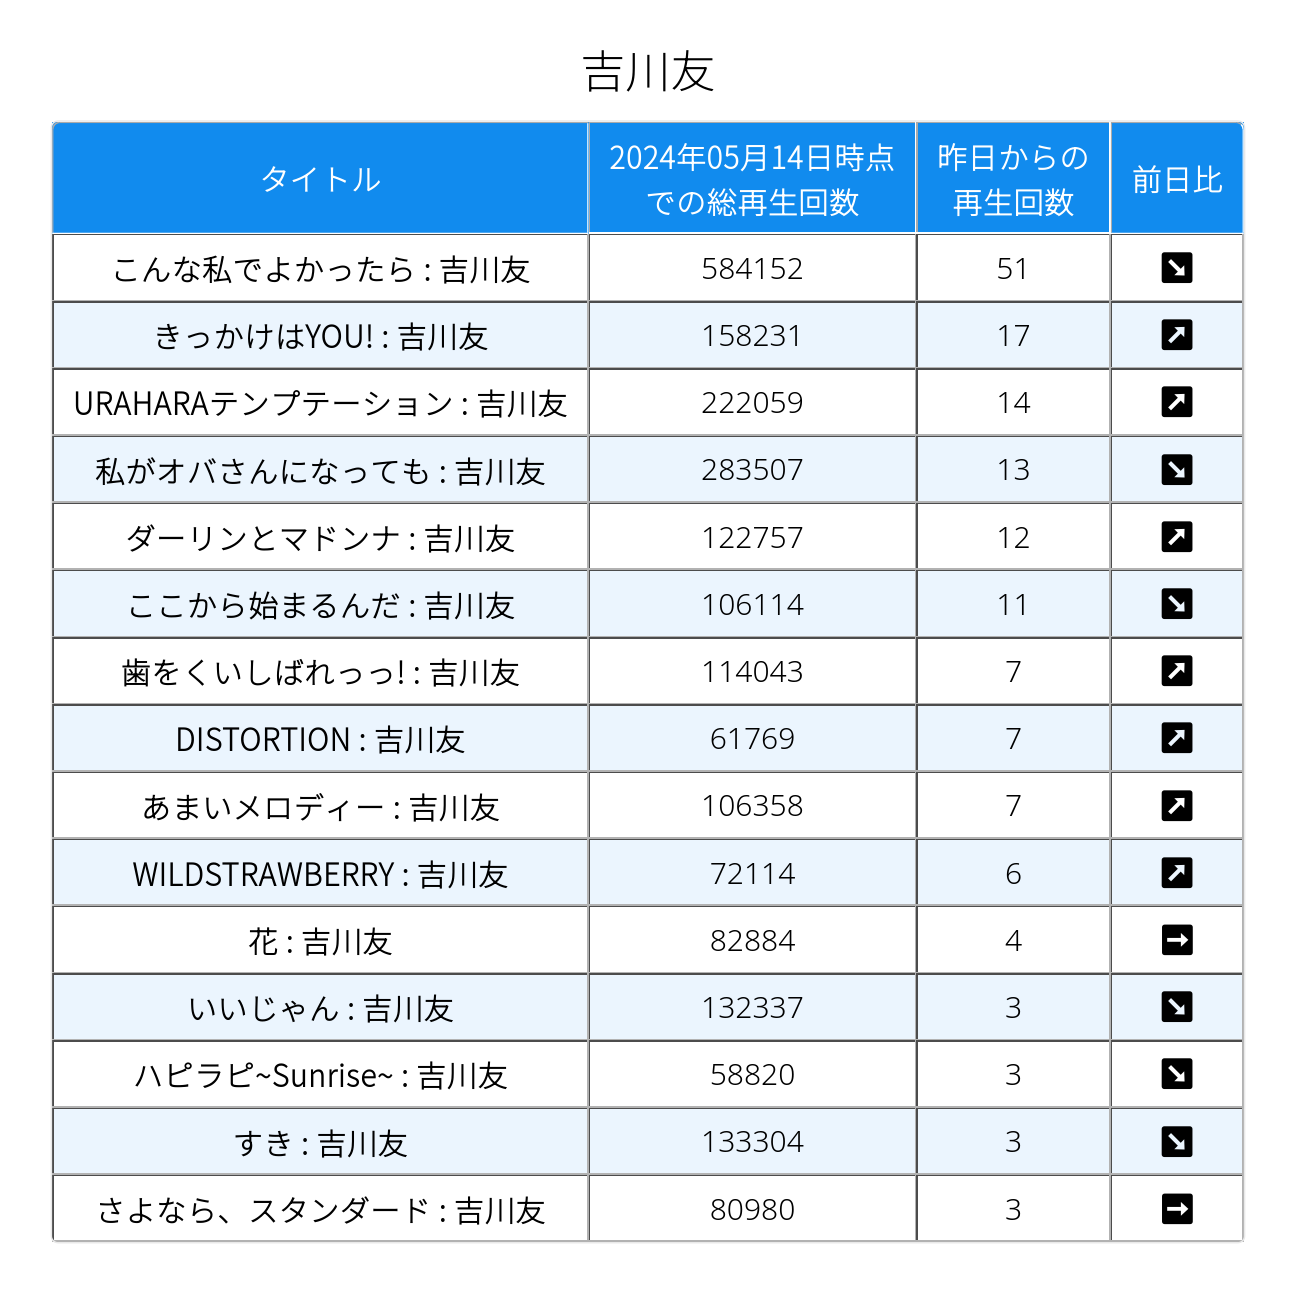 吉川友
タイトル 2024年05月14日時点での総再生回数 昨日からの再生回数 前日比
こんな私でよかったら : 吉川友 584152 51 ↘
きっかけはYOU! : 吉川友 158231 17 ↗
URAHARAテンプテーション : 吉川友 222059 14 ↗
私がオバさんになっても : 吉川友 283507 13 ↘
ダーリンとマドンナ : 吉川友 122757 12 ↗
ここから始まるんだ : 吉川友 106114 11 ↘
歯をくいしばれっっ! : 吉川友 114043 7 ↗
DISTORTION : 吉川友 61769 7 ↗
あまいメロディー : 吉川友 106358 7 ↗
WILDSTRAWBERRY : 吉川友 72114 6 ↗
花 : 吉川友 82884 4 →
いいじゃん : 吉川友 132337 3 ↘
ハピラピ~Sunrise~ : 吉川友 58820 3 ↘
すき : 吉川友 133304 3 ↘
さよなら、スタンダード : 吉川友 80980 3 →